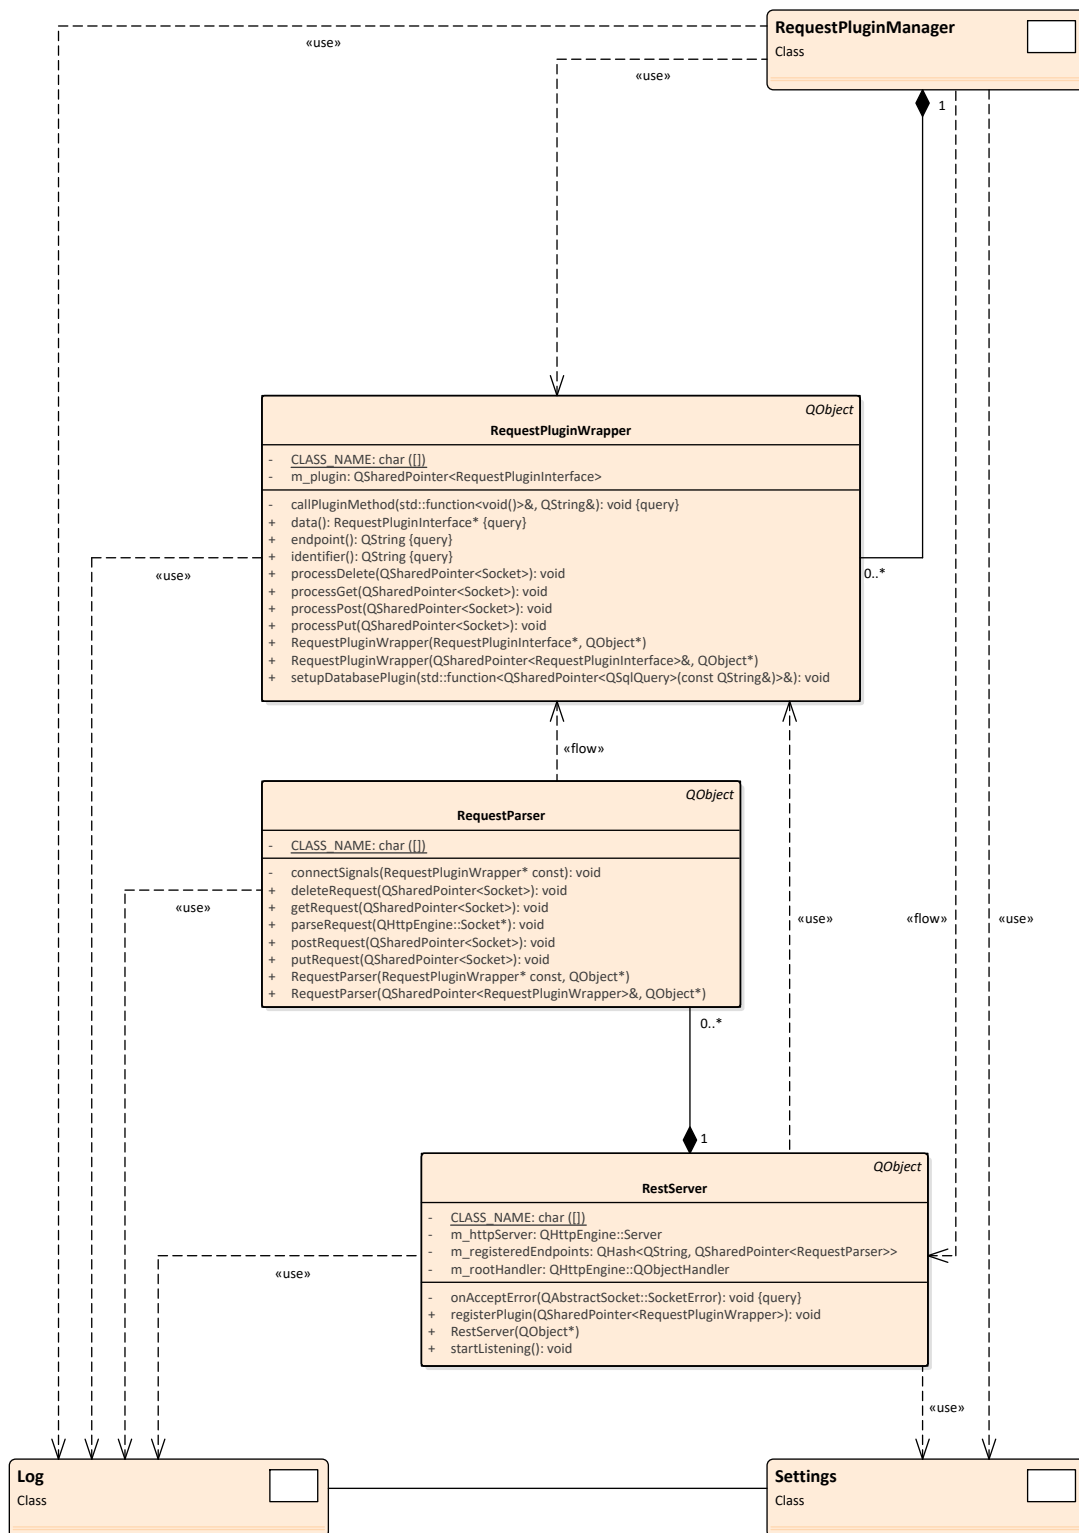 RequestPluginManager
Class
«use»
«use»
1
QObject
RequestPluginWrapper
- CLASS_NAME: char ([])
- m_plugin: QSharedPointer<RequestPluginInterface>
- callPluginMethod(std::function<void()>&, QString&): void {query}
+ data(): RequestPluginInterface* {query}
+ endpoint(): QString {query}
+ identifier(): QString {query}
+ processDelete(QSharedPointer<Socket>): void
+ processGet(QSharedPointer<Socket>): void
+ processPost(QSharedPointer<Socket>): void
+ processPut(QSharedPointer<Socket>): void
+ RequestPluginWrapper(RequestPluginInterface*, QObject*)
+ RequestPluginWrapper(QSharedPointer<RequestPluginInterface>&, QObject*)
+ setupDatabasePlugin(std::function<QSharedPointer<QSqlQuery>(const QString&)>&): void
«use»
0..*
«flow»
QObject
RequestParser
- CLASS_NAME: char ([])
- connectSignals(RequestPluginWrapper* const): void
+ deleteRequest(QSharedPointer<Socket>): void
+ getRequest(QSharedPointer<Socket>): void
+ parseRequest(QHttpEngine::Socket*): void
+ postRequest(QSharedPointer<Socket>): void
+ putRequest(QSharedPointer<Socket>): void
+ RequestParser(RequestPluginWrapper* const, QObject*)
+ RequestParser(QSharedPointer<RequestPluginWrapper>&, QObject*)
«use»
«use»
«flow»
«use»
0..*
1
QObject
RestServer
- CLASS_NAME: char ([])
- m_httpServer: QHttpEngine::Server
- m_registeredEndpoints: QHash<QString, QSharedPointer<RequestParser>>
- m_rootHandler: QHttpEngine::QObjectHandler
- onAcceptError(QAbstractSocket::SocketError): void {query}
+ registerPlugin(QSharedPointer<RequestPluginWrapper>): void
+ RestServer(QObject*)
+ startListening(): void
«use»
«use»
Log
Class
Settings
Class